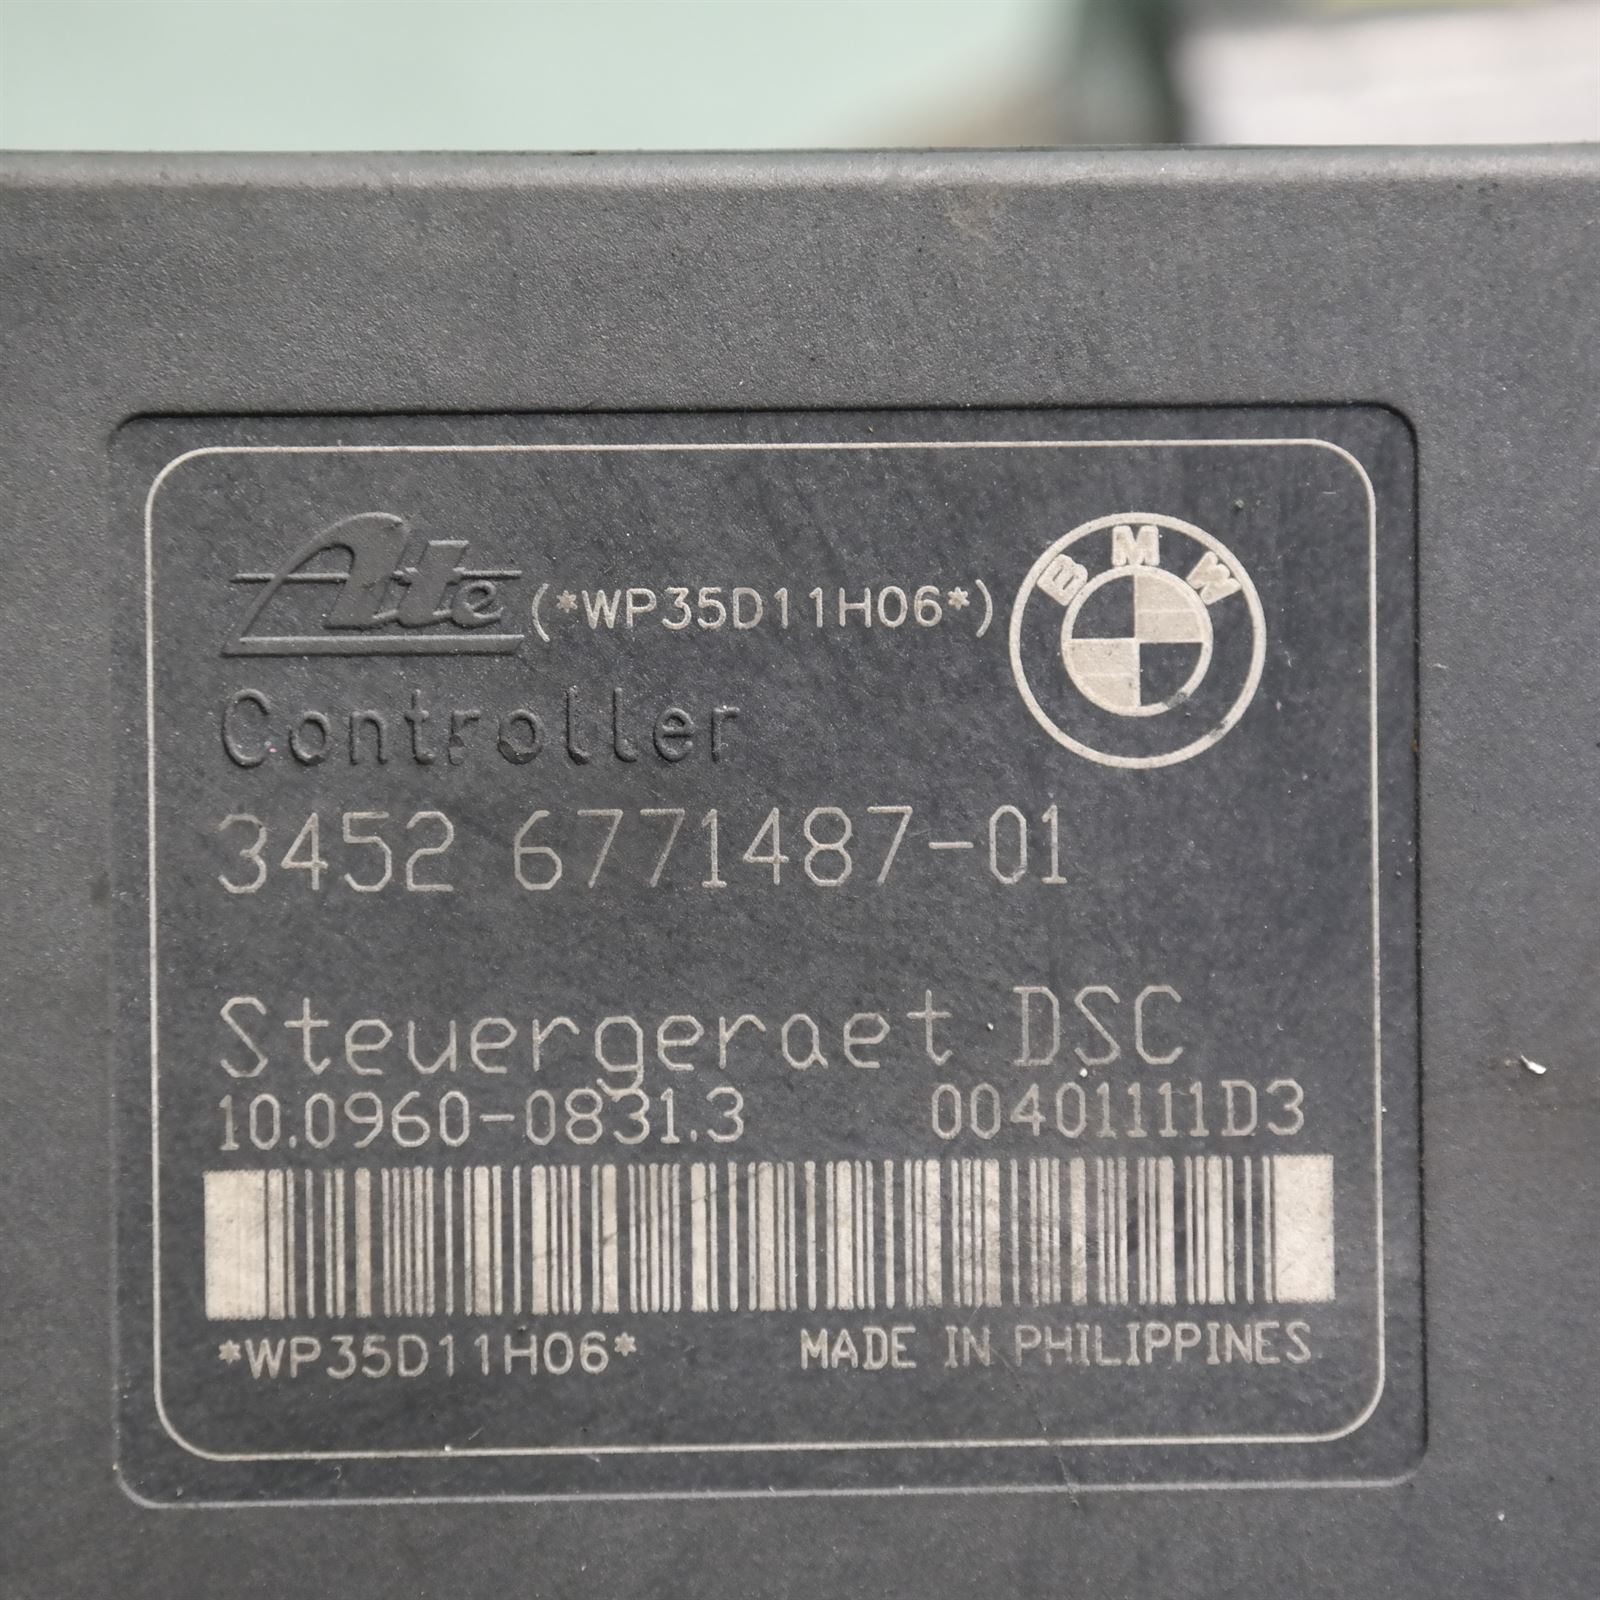 Ate (*WP35D11H06*) BMW
Controller
3452 6771487-01
Steuergeraet DSC
10.0960-0831.3 00401111D3
*WP35D11H06* MADE IN PHILIPPINES